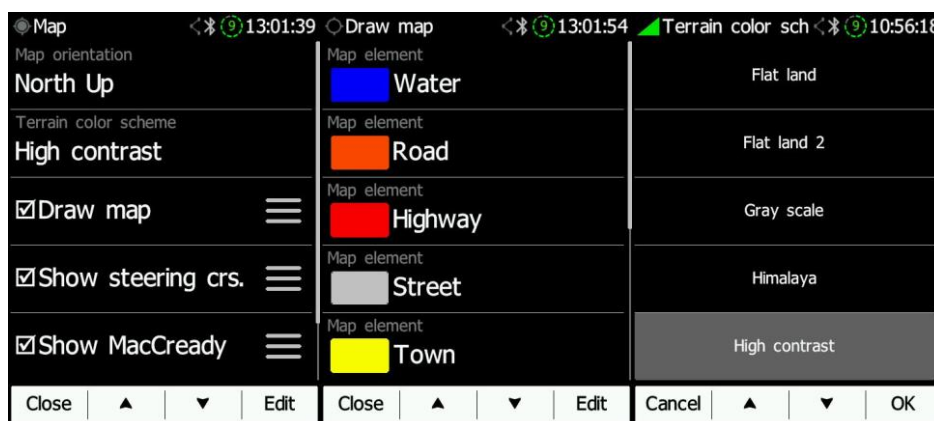 Map 9 13:01:39
Map orientation
North Up
Terrain color scheme
High contrast
Draw map
Show steering crs.
Show MacCready
Close Edit
Draw map 9 13:01:54
Map element
Water
Map element
Road
Map element
Highway
Map element
Street
Map element
Town
Close Edit
Terrain color sch 9 10:56:18
Flat land
Flat land 2
Gray scale
Himalaya
High contrast
Cancel OK